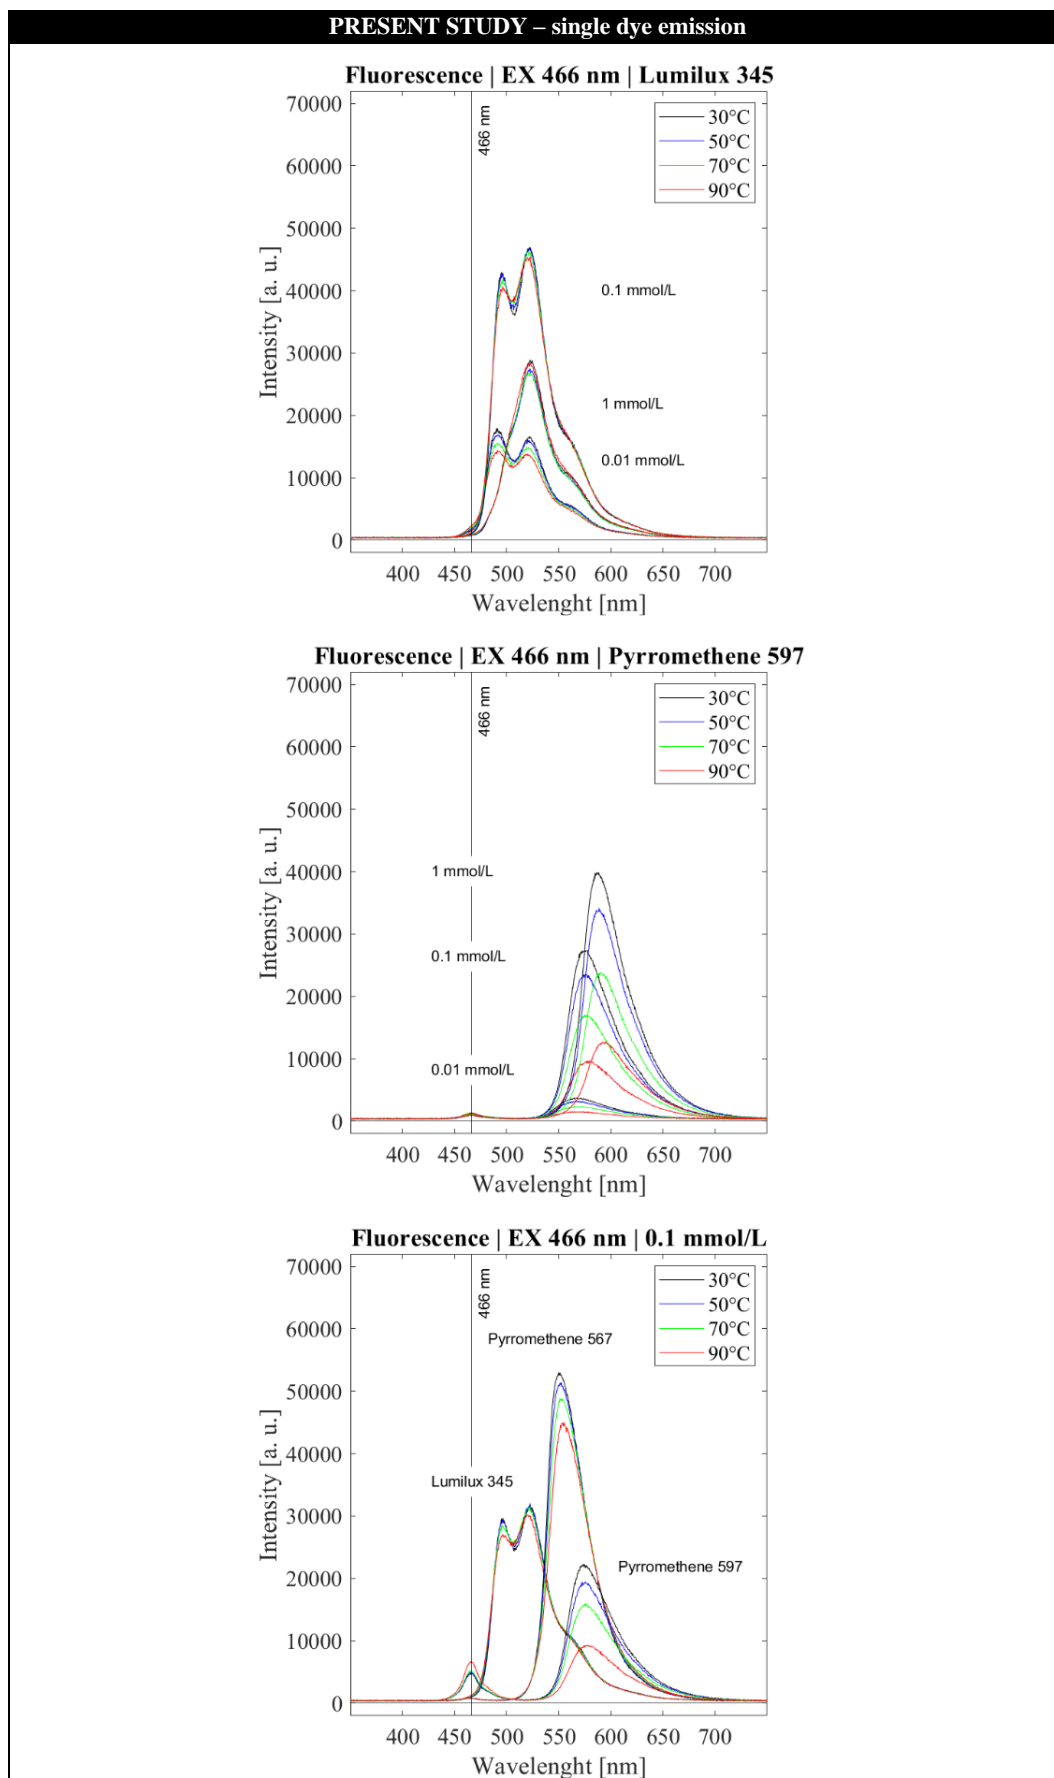 PRESENT STUDY – single dye emission
Fluorescence | EX 466 nm | Lumilux 345
70000
60000
50000
40000
30000
20000
10000
0
Intensity [a. u.]
466 nm
30°C
50°C
70°C
90°C
0.1 mmol/L
1 mmol/L
0.01 mmol/L
400 450 500 550 600 650 700
Wavelenght [nm]
Fluorescence | EX 466 nm | Pyrromethene 597
70000
60000
50000
40000
30000
20000
10000
0
Intensity [a. u.]
466 nm
30°C
50°C
70°C
90°C
1 mmol/L
0.1 mmol/L
0.01 mmol/L
400 450 500 550 600 650 700
Wavelenght [nm]
Fluorescence | EX 466 nm | 0.1 mmol/L
70000
60000
50000
40000
30000
20000
10000
0
Intensity [a. u.]
466 nm
30°C
50°C
70°C
90°C
Pyrromethene 567
Lumilux 345
Pyrromethene 597
400 450 500 550 600 650 700
Wavelenght [nm]